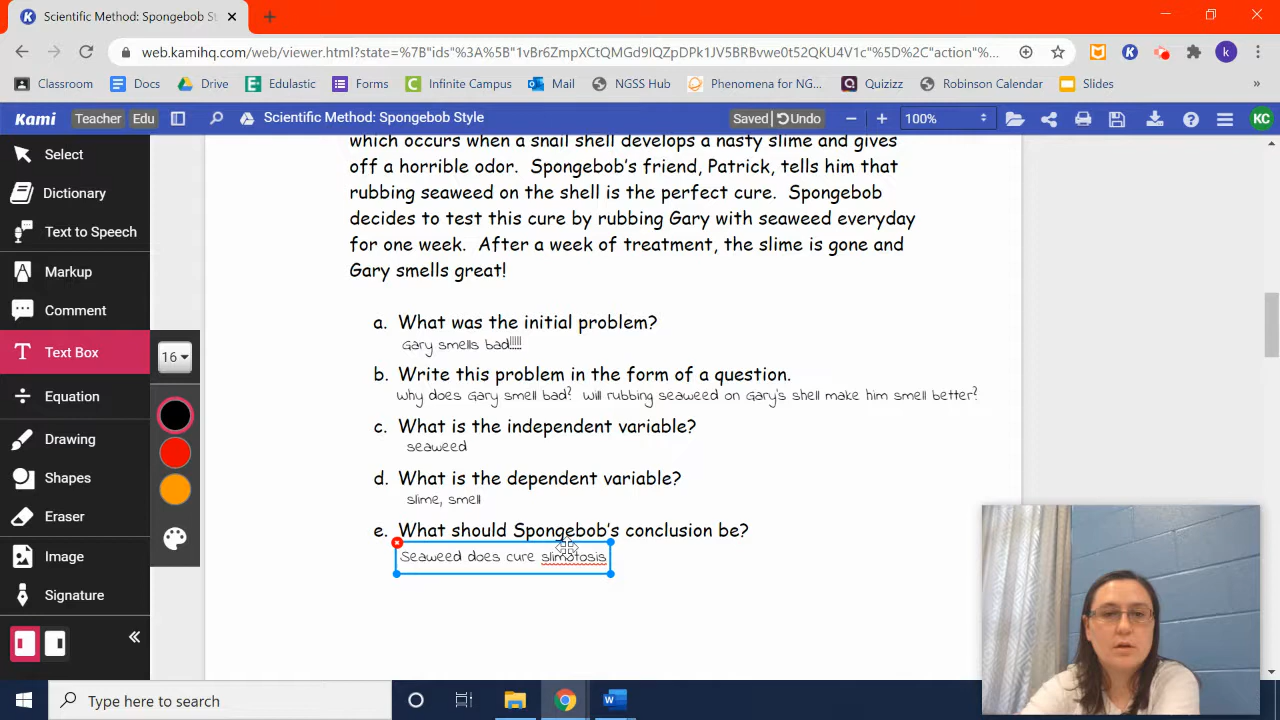 Scientific Method: Spongebob Sty
web.kamihq.com/web/viewer.html?state=%7B"ids"%3A%5B"1vBr6ZmpXCtQMGd9IQZpDPk1JV5BRBvwe0t52QKU4V1c"%5D%2C"action"%...
Classroom Docs Drive Edulastic Forms Infinite Campus Mail NGSS Hub Phenomena for NG... Quizizz Robinson Calendar Slides »
Kami Teacher Edu Scientific Method: Spongebob Style Saved Undo 100% KC
Select
Dictionary
Text to Speech
Markup
Comment
Text Box
16
Equation
Drawing
Shapes
Eraser
Image
Signature
which occurs when a snail shell develops a nasty slime and gives
off a horrible odor. Spongebob's friend, Patrick, tells him that
rubbing seaweed on the shell is the perfect cure. Spongebob
decides to test this cure by rubbing Gary with seaweed everyday
for one week. After a week of treatment, the slime is gone and
Gary smells great!
a. What was the initial problem?
Gary smells bad!!!!!
b. Write this problem in the form of a question.
Why does Gary smell bad? Will rubbing seaweed on Gary's shell make him smell better?
c. What is the independent variable?
seaweed
d. What is the dependent variable?
slime, smell
e. What should Spongebob's conclusion be?
Seaweed does cure slimotosis
Type here to search